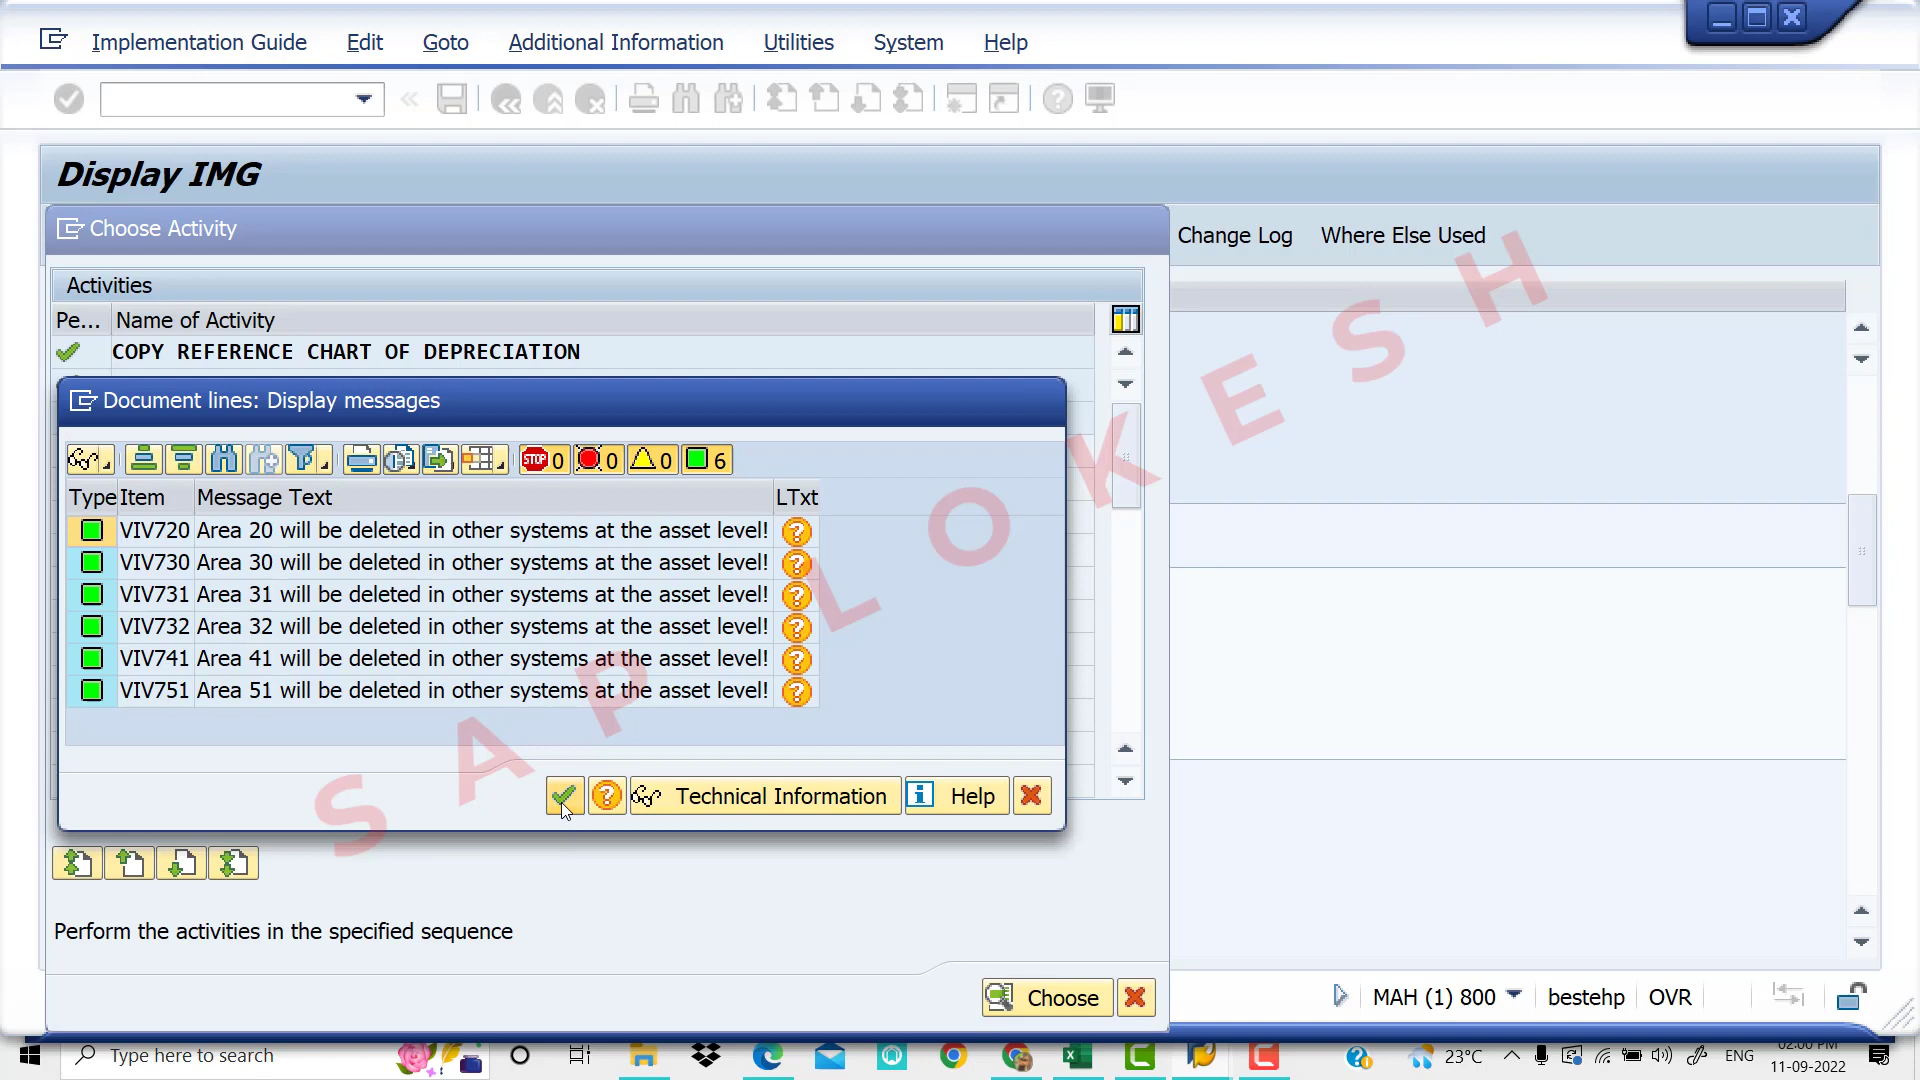 Implementation Guide Edit Goto Additional Information Utilities System Help
Display IMG
Choose Activity
Change Log Where Else Used
Activities
Pe... Name of Activity
COPY REFERENCE CHART OF DEPRECIATION
Document lines: Display messages
STOP 0 0 0 6
Type Item Message Text LTxt
VIV720 Area 20 will be deleted in other systems at the asset level!
VIV730 Area 30 will be deleted in other systems at the asset level!
VIV731 Area 31 will be deleted in other systems at the asset level!
VIV732 Area 32 will be deleted in other systems at the asset level!
VIV741 Area 41 will be deleted in other systems at the asset level!
VIV751 Area 51 will be deleted in other systems at the asset level!
Technical Information Help
SAP LOKESH
Perform the activities in the specified sequence
Choose
MAH (1) 800 bestehp OVR
Type here to search
23°C ENG
02:00 PM
11-09-2022